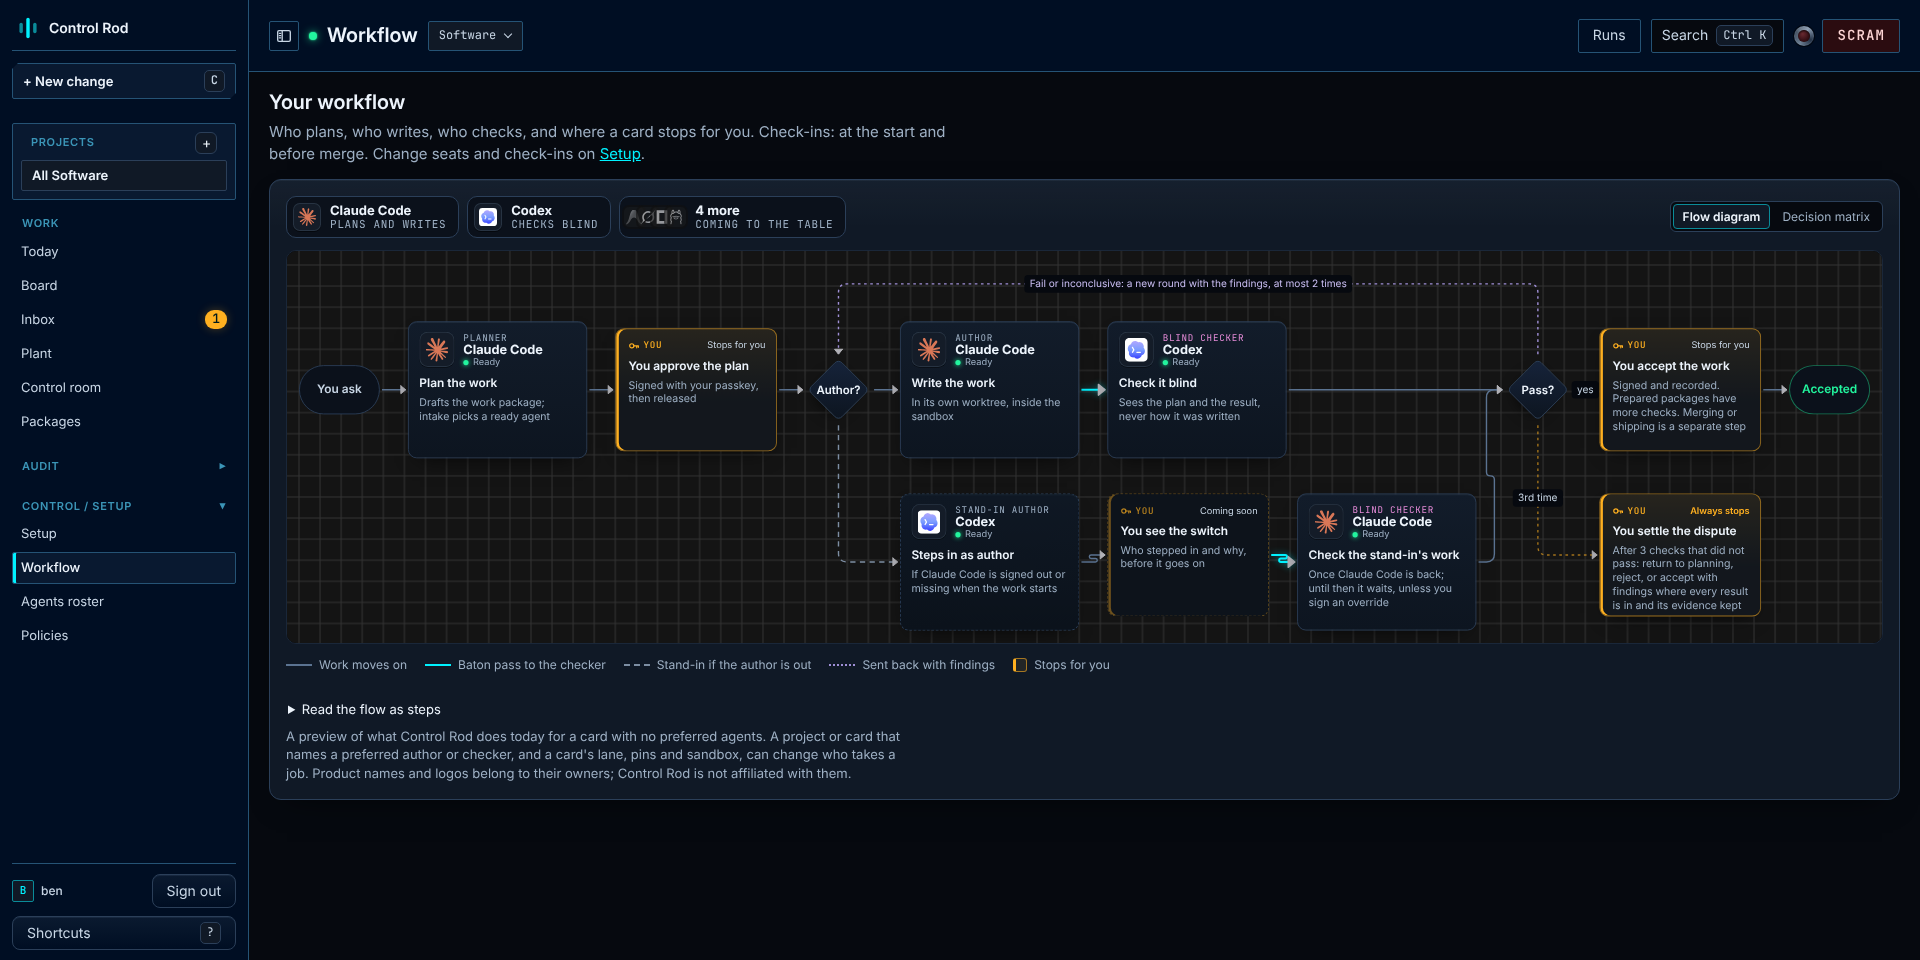 Control Rod
+ New change C
PROJECTS +
All Software
WORK
Today
Board
Inbox 1
Plant
Control room
Packages
AUDIT
CONTROL / SETUP
Setup
Workflow
Agents roster
Policies
B ben Sign out
Shortcuts ?
Workflow Software
Runs Search Ctrl K SCRAM
Your workflow
Who plans, who writes, who checks, and where a card stops for you. Check-ins: at the start and
before merge. Change seats and check-ins on Setup.
Claude Code
PLANS AND WRITES
Codex
CHECKS BLIND
4 more
COMING TO THE TABLE
Flow diagram Decision matrix
Fail or inconclusive: a new round with the findings, at most 2 times
You ask
PLANNER
Claude Code
Ready
Plan the work
Drafts the work package;
intake picks a ready agent
YOU Stops for you
You approve the plan
Signed with your passkey,
then released
Author?
AUTHOR
Claude Code
Ready
Write the work
In its own worktree, inside the
sandbox
BLIND CHECKER
Codex
Ready
Check it blind
Sees the plan and the result,
never how it was written
Pass?
yes
YOU Stops for you
You accept the work
Signed and recorded.
Prepared packages have
more checks. Merging or
shipping is a separate step
Accepted
STAND-IN AUTHOR
Codex
Ready
Steps in as author
If Claude Code is signed out or
missing when the work starts
YOU Coming soon
You see the switch
Who stepped in and why,
before it goes on
BLIND CHECKER
Claude Code
Ready
Check the stand-in's work
Once Claude Code is back;
until then it waits, unless you
sign an override
3rd time
YOU Always stops
You settle the dispute
After 3 checks that did not
pass: return to planning,
reject, or accept with
findings where every result
is in and its evidence kept
Work moves on
Baton pass to the checker
Stand-in if the author is out
Sent back with findings
Stops for you
Read the flow as steps
A preview of what Control Rod does today for a card with no preferred agents. A project or card that
names a preferred author or checker, and a card's lane, pins and sandbox, can change who takes a
job. Product names and logos belong to their owners; Control Rod is not affiliated with them.